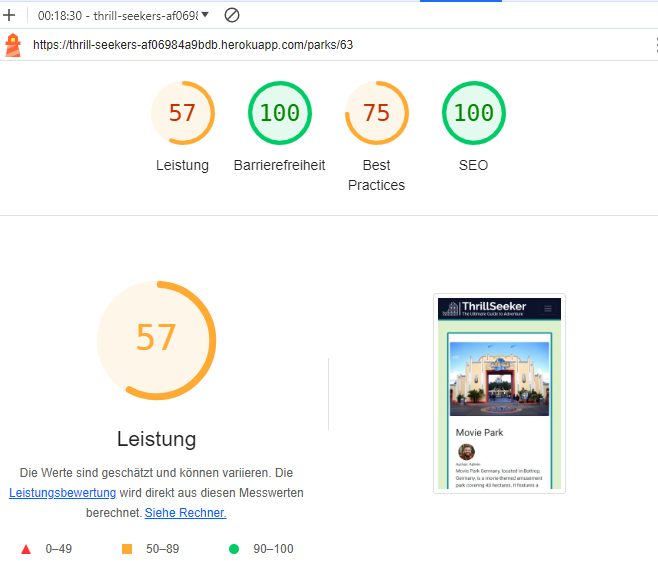 00:18:30 - thrill-seekers-af069
https://thrill-seekers-af06984a9bdb.herokuapp.com/parks/63
57
100
75
100
Leistung
Barrierefreiheit
Best
Practices
SEO
57
Leistung
Die Werte sind geschätzt und können variieren. Die
Leistungsbewertung wird direkt aus diesen Messwerten
berechnet. Siehe Rechner.
0–49
50–89
90–100
ThrillSeeker
The Ultimate Guide to Adventure
Movie Park
Author: Admin
Movie Park Germany, located in Bottrop,
Germany, is a movie-themed amusement
park covering 40 hectares. It features a